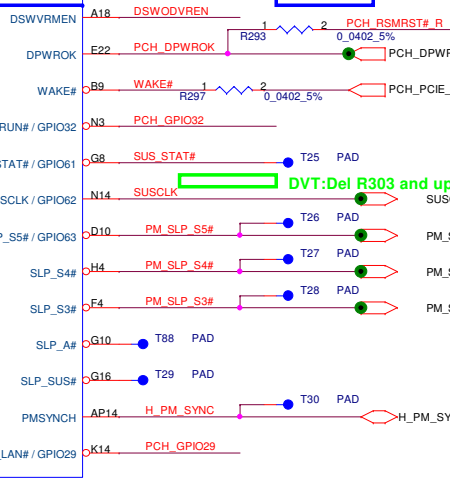 DSWVRMEN A18 DSWODVREN
1 2 PCH_RSMRST#_R
R293 0_0402_5%
DPWROK E22 PCH_DPWROK PCH_DPWR
WAKE# B9 WAKE# 1 2 PCH_PCIE_
R297 0_0402_5%
RUN# / GPIO32 N3 PCH_GPIO32
STAT# / GPIO61 G8 SUS_STAT# T25 PAD
DVT:Del R303 and up
SCLK / GPIO62 N14 SUSCLK SUS
T26 PAD
P_S5# / GPIO63 D10 PM_SLP_S5# PM_S
T27 PAD
SLP_S4# H4 PM_SLP_S4# PM_S
T28 PAD
SLP_S3# F4 PM_SLP_S3# PM_S
SLP_A# G10 T88 PAD
SLP_SUS# G16 T29 PAD
T30 PAD
PMSYNCH AP14 H_PM_SYNC H_PM_SY
_LAN# / GPIO29 K14 PCH_GPIO29